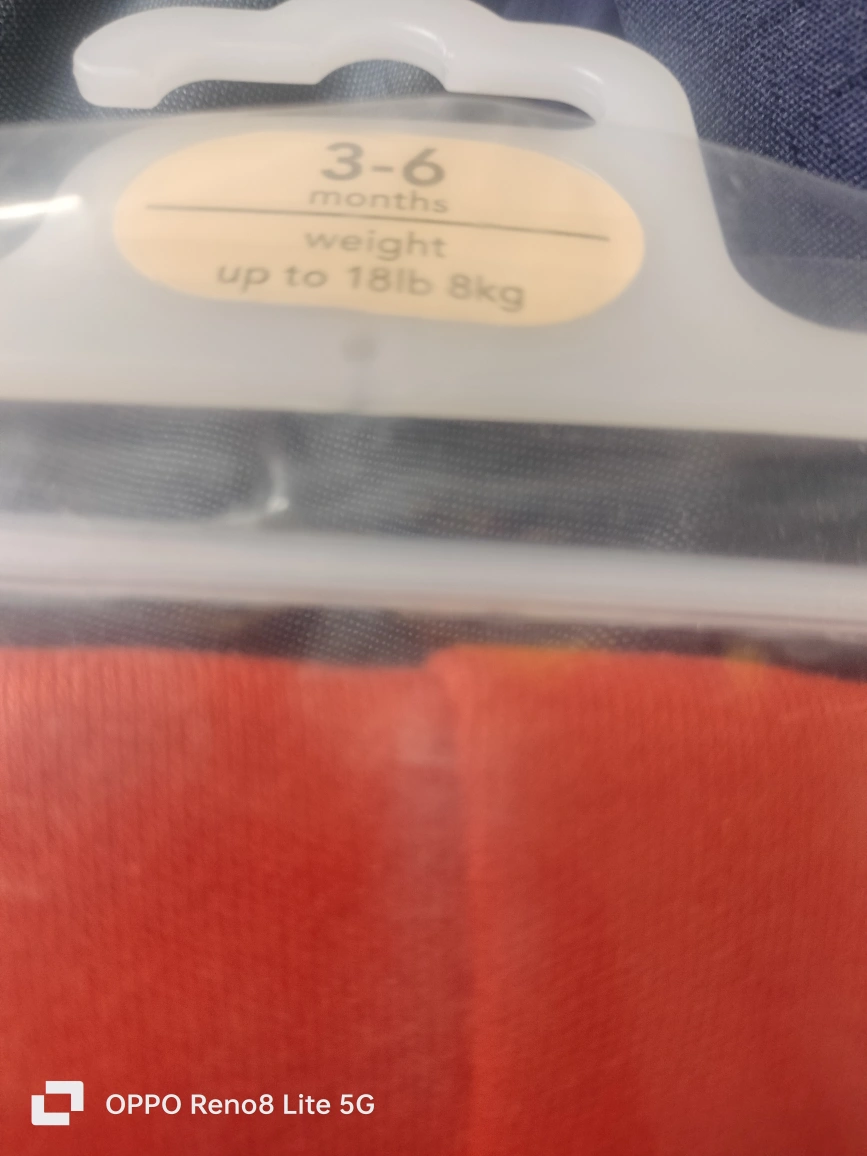 3-6
months
weight
up to 18lb 8kg
OPPO Reno8 Lite 5G